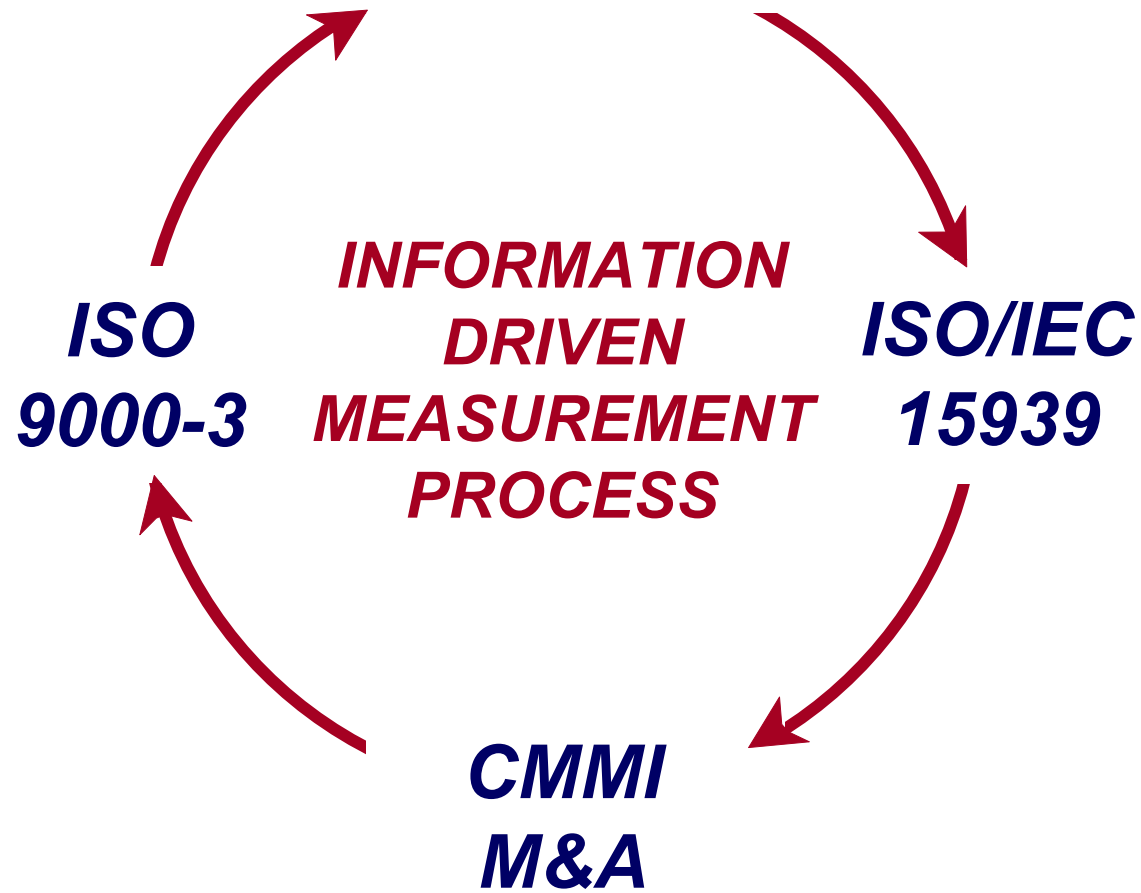 INFORMATION
DRIVEN
MEASUREMENT
PROCESS
ISO
9000-3
ISO/IEC
15939
CMMI
M&A